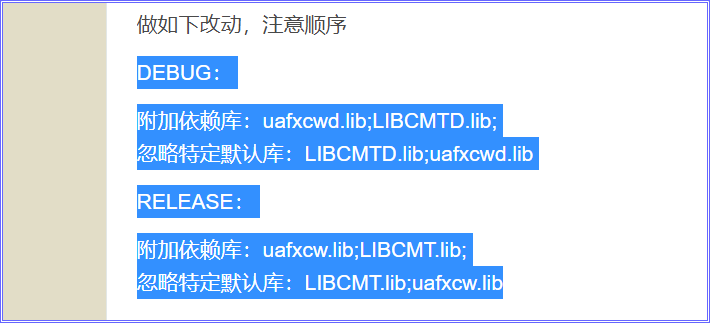 做如下改动，注意顺序
DEBUG：
附加依赖库：uafxcwd.lib;LIBCMTD.lib;
忽略特定默认库：LIBCMTD.lib;uafxcwd.lib
RELEASE：
附加依赖库：uafxcw.lib;LIBCMT.lib;
忽略特定默认库：LIBCMT.lib;uafxcw.lib